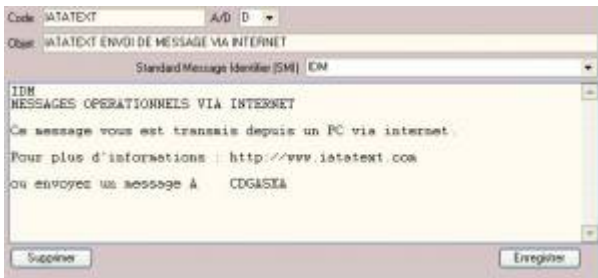 Code IATATEXT A/D D
Objet IATATEXT ENVOI DE MESSAGE VIA INTERNET
Standard Message Identifier (SMI) IDM
IDM
MESSAGES OPERATIONNELS VIA INTERNET
Ce message vous est transmis depuis un PC via internet.
Pour plus d'informations : http://www.iatatext.com
ou envoyez un message A CDGASXA
Supprimer Enregistrer